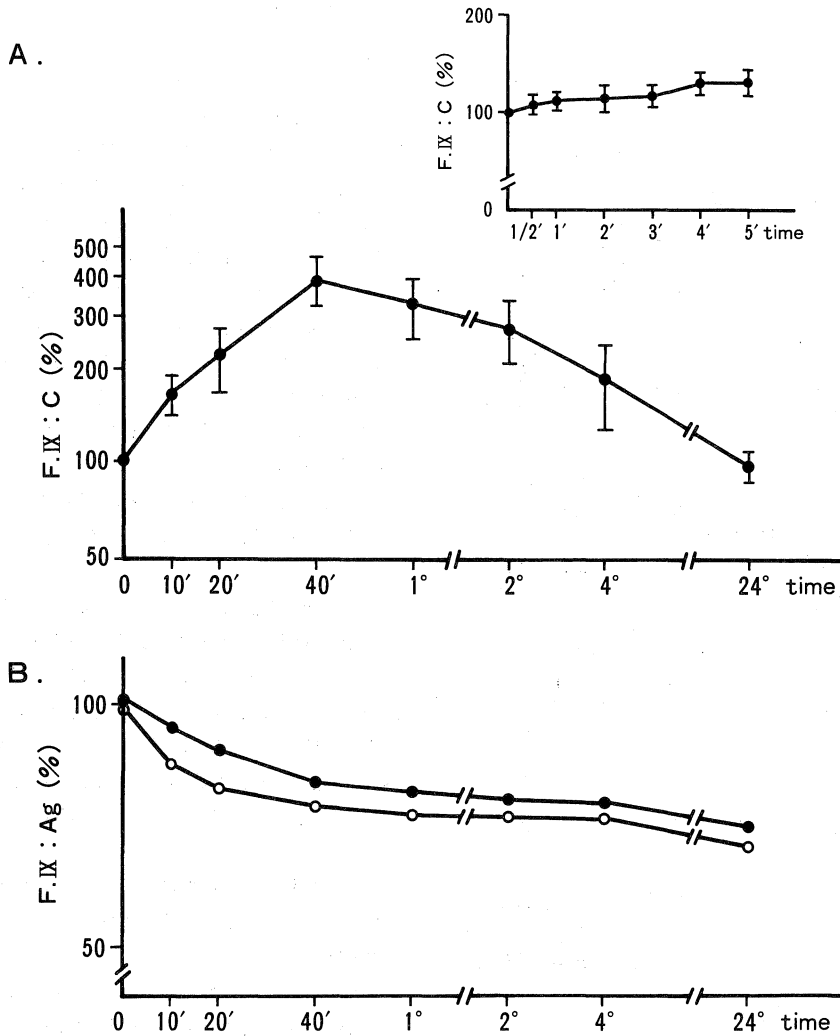 A.
200
100
0
F.IX : C (%)
1/2′ 1′ 2′ 3′ 4′ 5′ time
500
400
300
200
100
50
F.IX : C (%)
0 10′ 20′ 40′ 1° 2° 4° 24° time
B.
100
50
F.IX : Ag (%)
0 10′ 20′ 40′ 1° 2° 4° 24° time